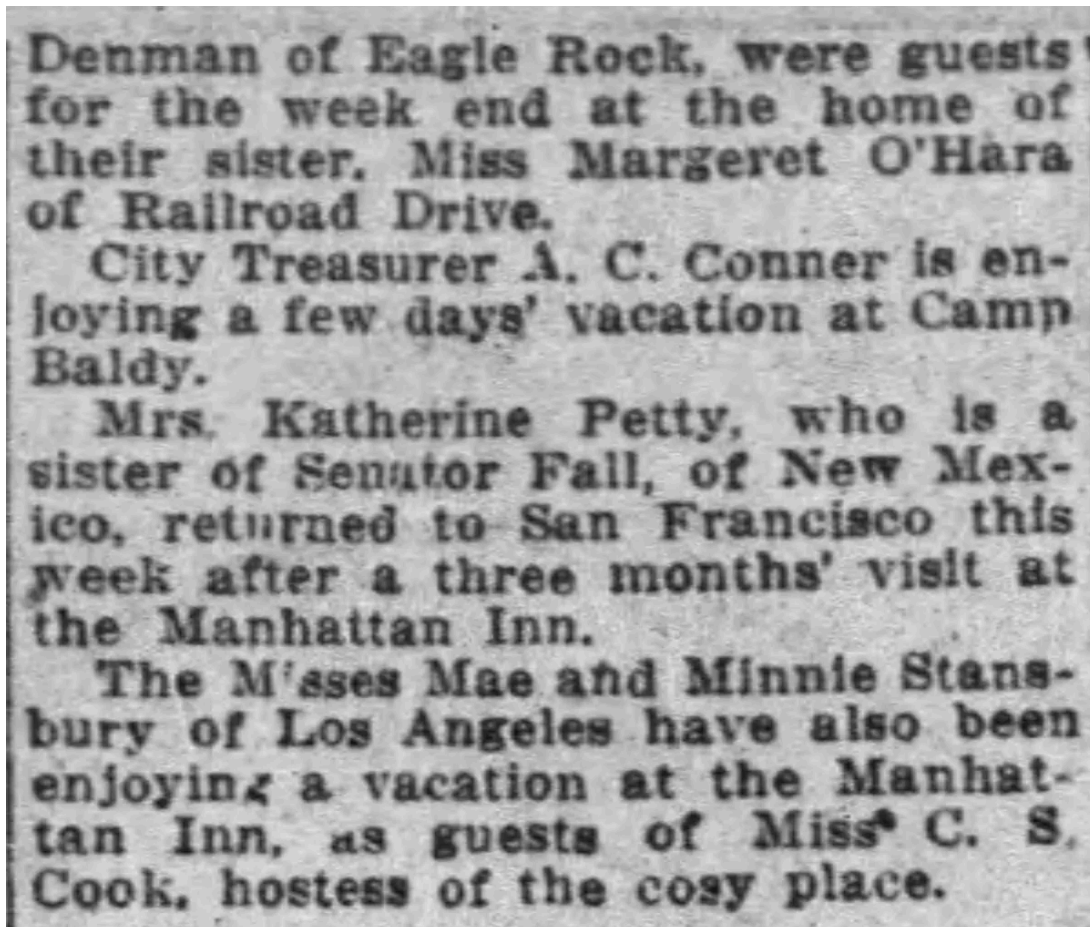 Denman of Eagle Rock, were guests
for the week end at the home of
their sister, Miss Margeret O'Hara
of Railroad Drive.
City Treasurer A. C. Conner is en-
joying a few days' vacation at Camp
Baldy.
Mrs. Katherine Petty, who is a
sister of Senator Fall, of New Mex-
ico, returned to San Francisco this
week after a three months' visit at
the Manhattan Inn.
The Misses Mae and Minnie Stans-
bury of Los Angeles have also been
enjoying a vacation at the Manhat-
tan Inn, as guests of Miss C. S.
Cook, hostess of the cosy place.